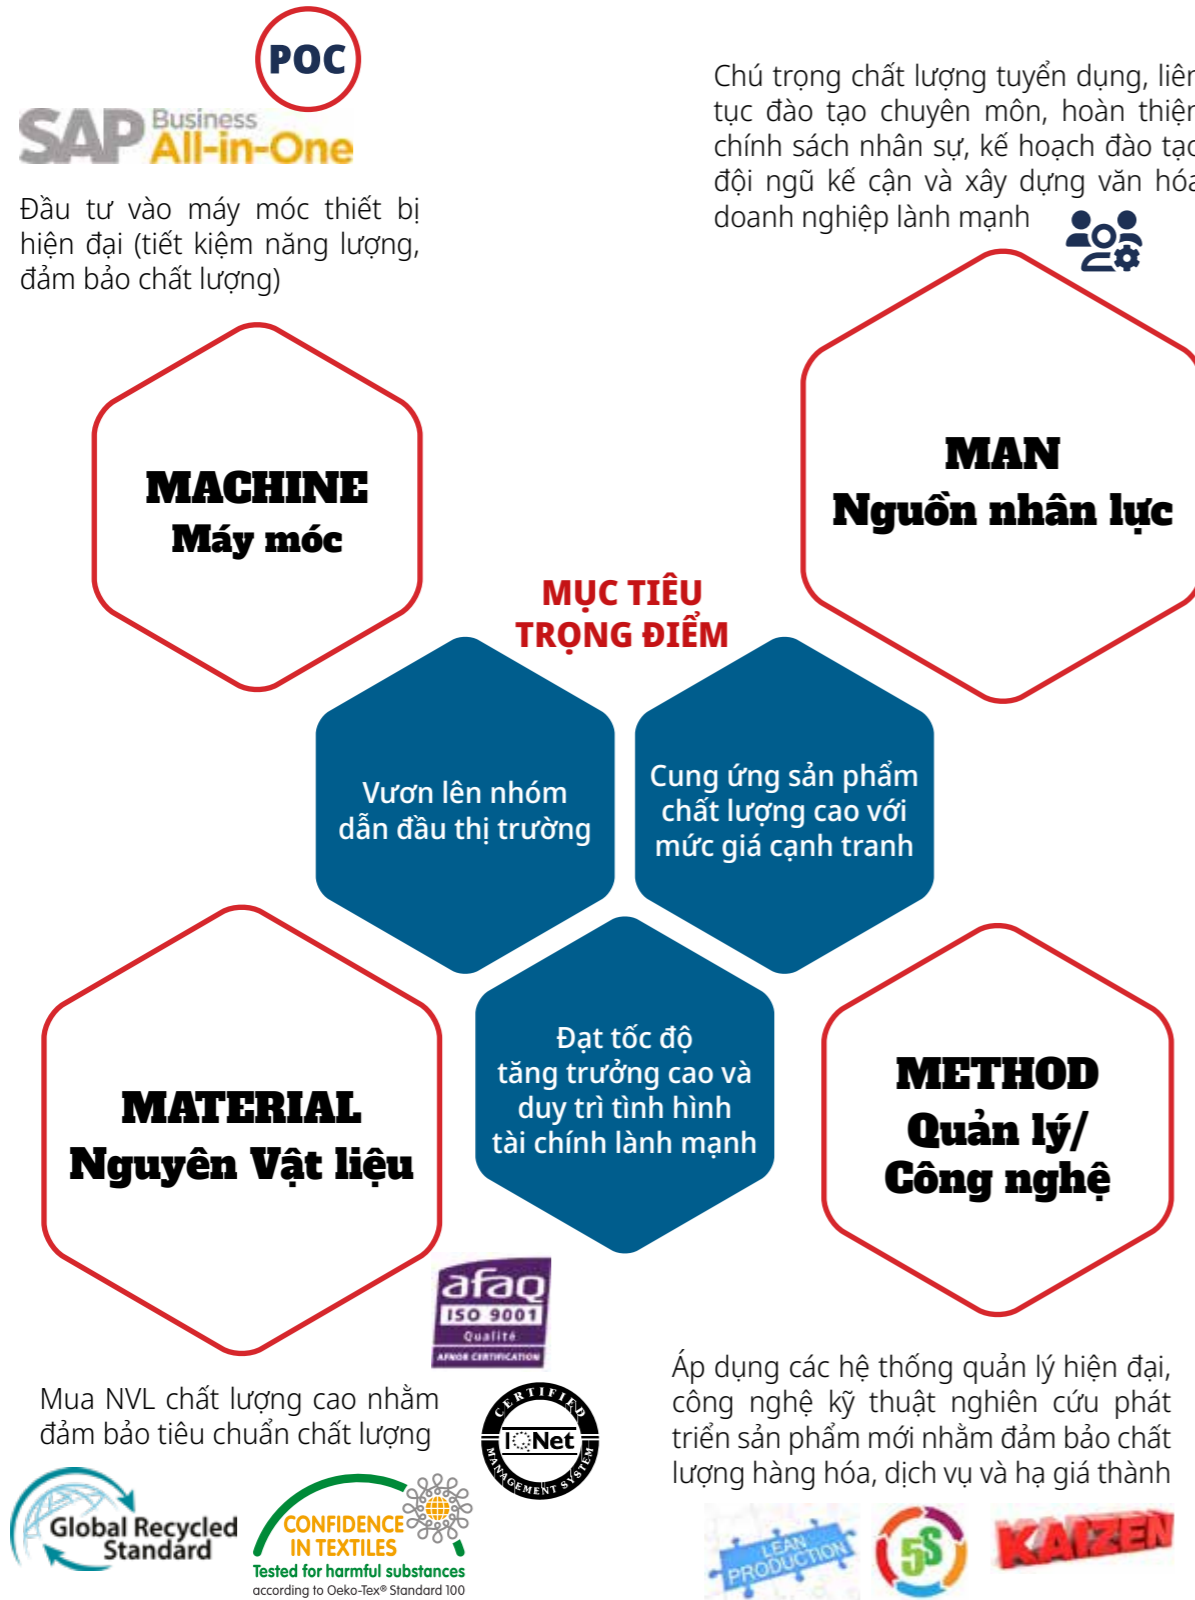 POC
SAP Business
All-in-One
Đầu tư vào máy móc thiết bị
hiện đại (tiết kiệm năng lượng,
đảm bảo chất lượng)
Chú trọng chất lượng tuyển dụng, liên
tục đào tạo chuyên môn, hoàn thiện
chính sách nhân sự, kế hoạch đào tạo
đội ngũ kế cận và xây dựng văn hóa
doanh nghiệp lành mạnh
MACHINE
Máy móc
MAN
Nguồn nhân lực
MỤC TIÊU
TRỌNG ĐIỂM
Vươn lên nhóm
dẫn đầu thị trường
Cung ứng sản phẩm
chất lượng cao với
mức giá cạnh tranh
Đạt tốc độ
tăng trưởng cao và
duy trì tình hình
tài chính lành mạnh
MATERIAL
Nguyên Vật liệu
METHOD
Quản lý/
Công nghệ
afaq
ISO 9001
Qualité
AFNOR CERTIFICATION
Mua NVL chất lượng cao nhằm
đảm bảo tiêu chuẩn chất lượng
CERTIFIED
IQNet
MANAGEMENT SYSTEM
Global Recycled
Standard
CONFIDENCE
IN TEXTILES
Tested for harmful substances
according to Oeko-Tex® Standard 100
Áp dụng các hệ thống quản lý hiện đại,
công nghệ kỹ thuật nghiên cứu phát
triển sản phẩm mới nhằm đảm bảo chất
lượng hàng hóa, dịch vụ và hạ giá thành
LEAN
PRODUCTION
5S
KAIZEN